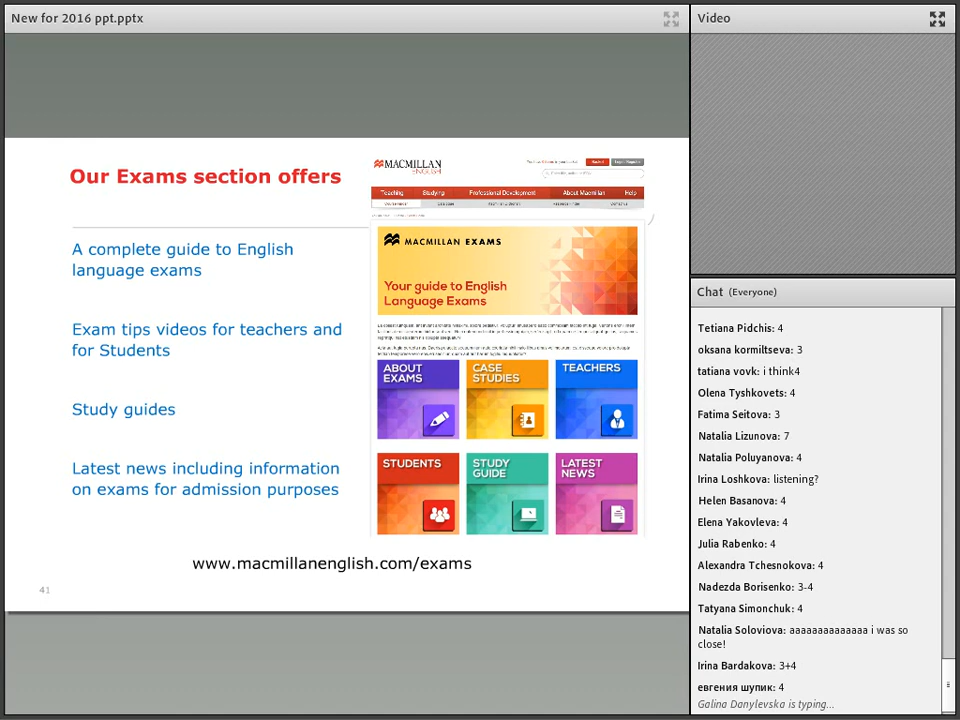 New for 2016 ppt.pptx
Our Exams section offers
A complete guide to English
language exams
Exam tips videos for teachers and
for Students
Study guides
Latest news including information
on exams for admission purposes
MACMILLAN
ENGLISH
Teaching Studying Professional Development About Macmillan Help
MACMILLAN EXAMS
Your guide to English
Language Exams
ABOUT
EXAMS
CASE
STUDIES
TEACHERS
STUDENTS
STUDY
GUIDE
LATEST
NEWS
www.macmillanenglish.com/exams
41
Video
Chat (Everyone)
Tetiana Pidchis: 4
oksana kormiltseva: 3
tatiana vovk: i think4
Olena Tyshkovets: 4
Fatima Seitova: 3
Natalia Lizunova: 7
Natalia Poluyanova: 4
Irina Loshkova: listening?
Helen Basanova: 4
Elena Yakovleva: 4
Julia Rabenko: 4
Alexandra Tchesnokova: 4
Nadezda Borisenko: 3-4
Tatyana Simonchuk: 4
Natalia Soloviova: aaaaaaaaaaaaaa i was so
close!
Irina Bardakova: 3+4
евгения шупик: 4
Galina Danylevska is typing...